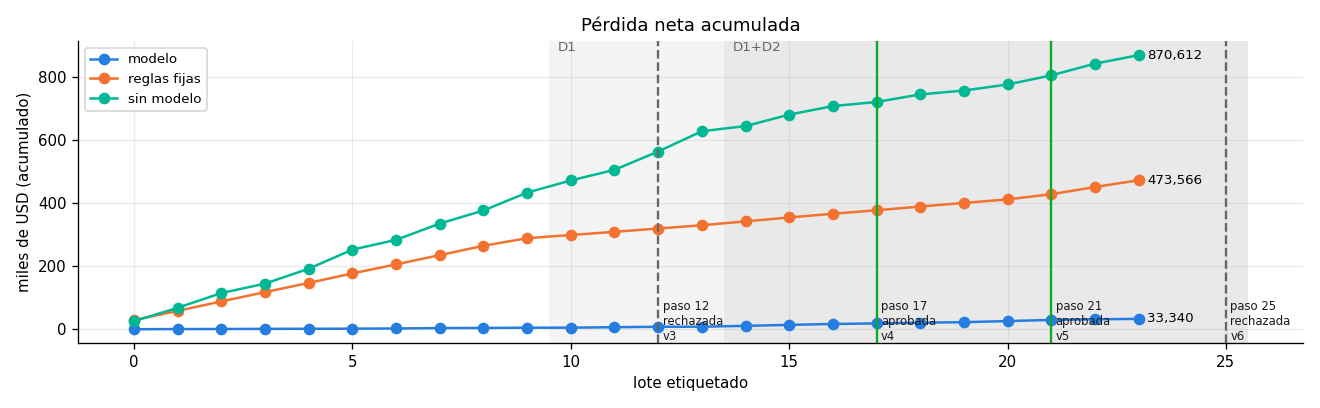 Pérdida neta acumulada
miles de USD (acumulado)
800
600
400
200
0
modelo
reglas fijas
sin modelo
D1
D1+D2
870,612
473,566
33,340
paso 12
rechazada
v3
paso 17
aprobada
v4
paso 21
aprobada
v5
paso 25
rechazada
v6
0
5
10
15
20
25
lote etiquetado